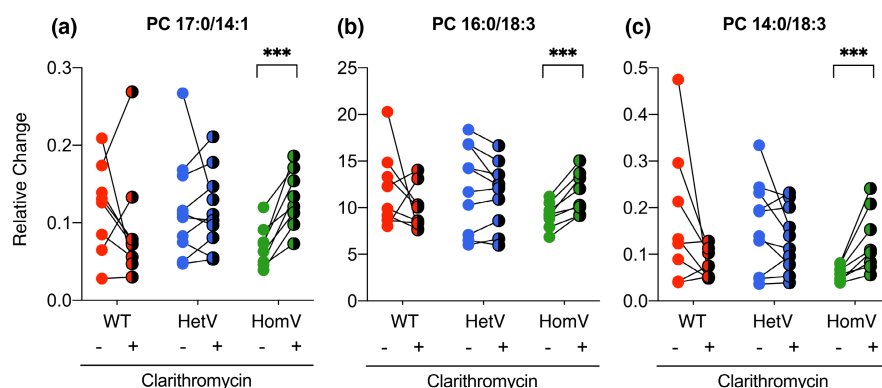 (a) PC 17:0/14:1
(b) PC 16:0/18:3
(c) PC 14:0/18:3
Relative Change
0.3
0.2
0.1
0.0
***
WT HetV HomV
- + - + - +
Clarithromycin
25
20
15
10
5
0
***
WT HetV HomV
- + - + - +
Clarithromycin
0.5
0.3
0.2
0.1
0.0
***
WT HetV HomV
- + - + - +
Clarithromycin